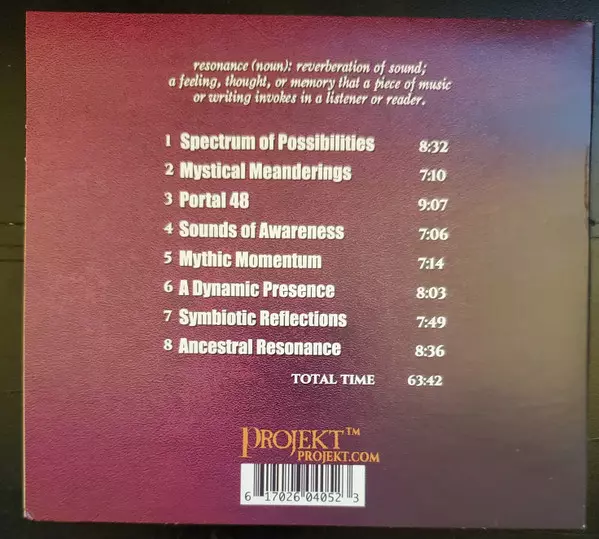 resonance (noun): reverberation of sound;
a feeling, thought, or memory that a piece of music
or writing invokes in a listener or reader.
1 Spectrum of Possibilities 8:32
2 Mystical Meanderings 7:10
3 Portal 48 9:07
4 Sounds of Awareness 7:06
5 Mythic Momentum 7:14
6 A Dynamic Presence 8:03
7 Symbiotic Reflections 7:49
8 Ancestral Resonance 8:36
TOTAL TIME 63:42
PROJEKT™
PROJEKT.COM
6 17026 04052 3